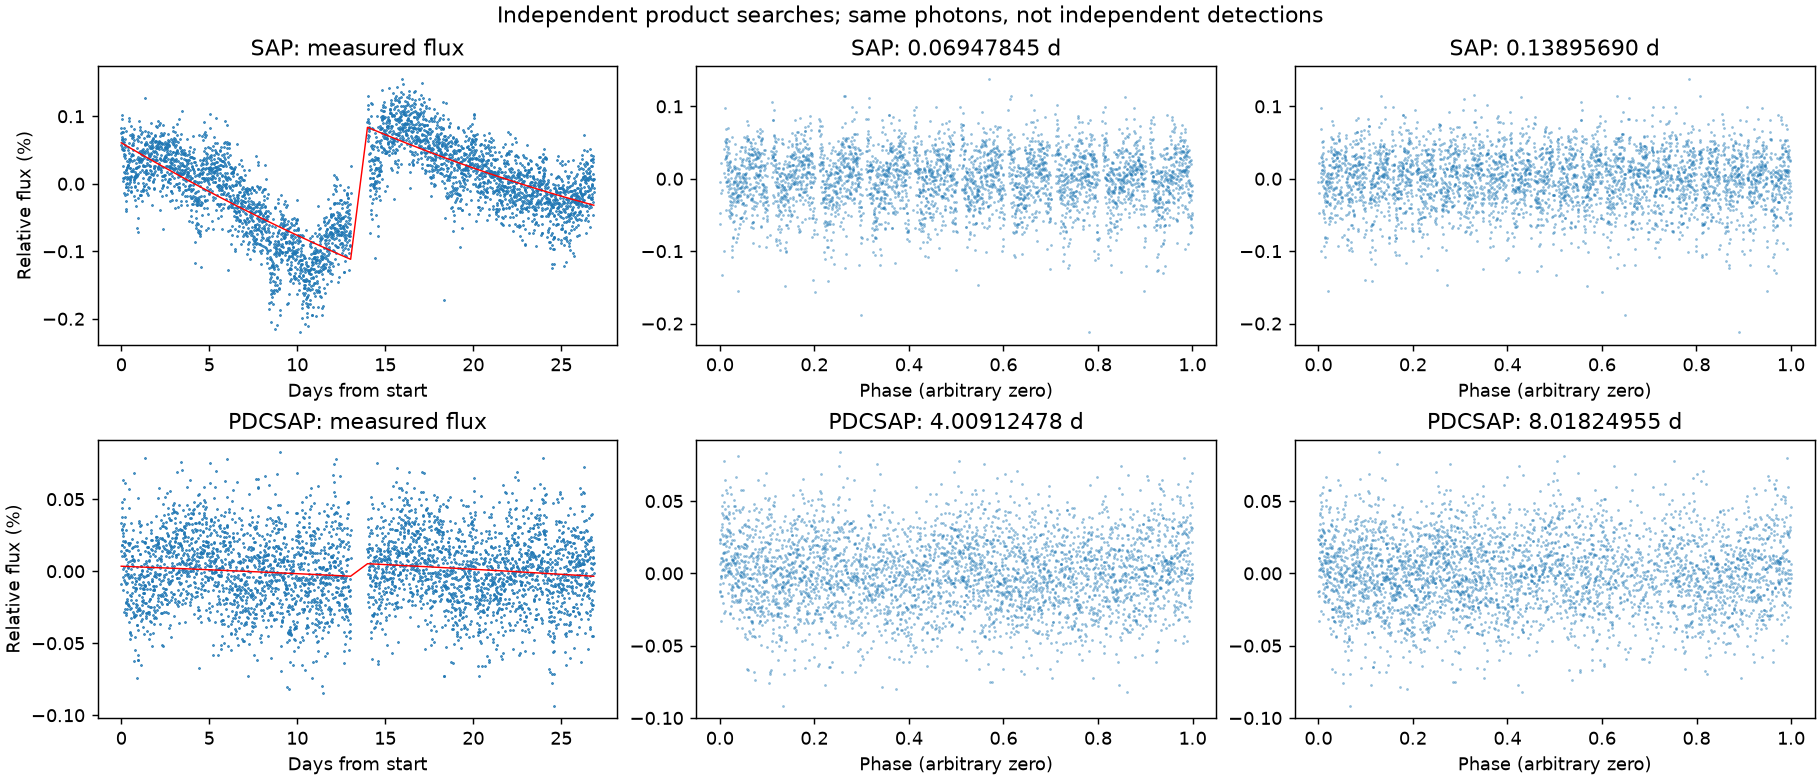 Independent product searches; same photons, not independent detections
SAP: measured flux
SAP: 0.06947845 d
SAP: 0.13895690 d
Relative flux (%)
0.1
0.0
−0.1
−0.2
0 5 10 15 20 25
Days from start
0.1
0.0
−0.1
−0.2
0.0 0.2 0.4 0.6 0.8 1.0
Phase (arbitrary zero)
0.1
0.0
−0.1
−0.2
0.0 0.2 0.4 0.6 0.8 1.0
Phase (arbitrary zero)
PDCSAP: measured flux
PDCSAP: 4.00912478 d
PDCSAP: 8.01824955 d
Relative flux (%)
0.05
0.00
−0.05
−0.10
0 5 10 15 20 25
Days from start
0.05
0.00
−0.05
−0.10
0.0 0.2 0.4 0.6 0.8 1.0
Phase (arbitrary zero)
0.05
0.00
−0.05
−0.10
0.0 0.2 0.4 0.6 0.8 1.0
Phase (arbitrary zero)